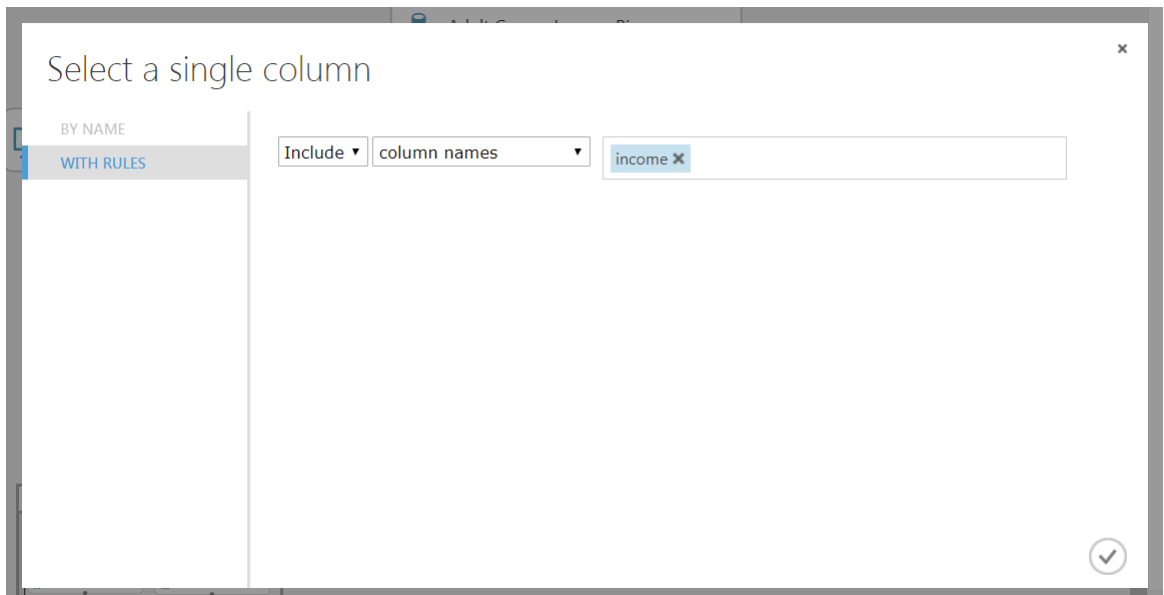 Select a single column
×
BY NAME
WITH RULES
Include
column names
income ×